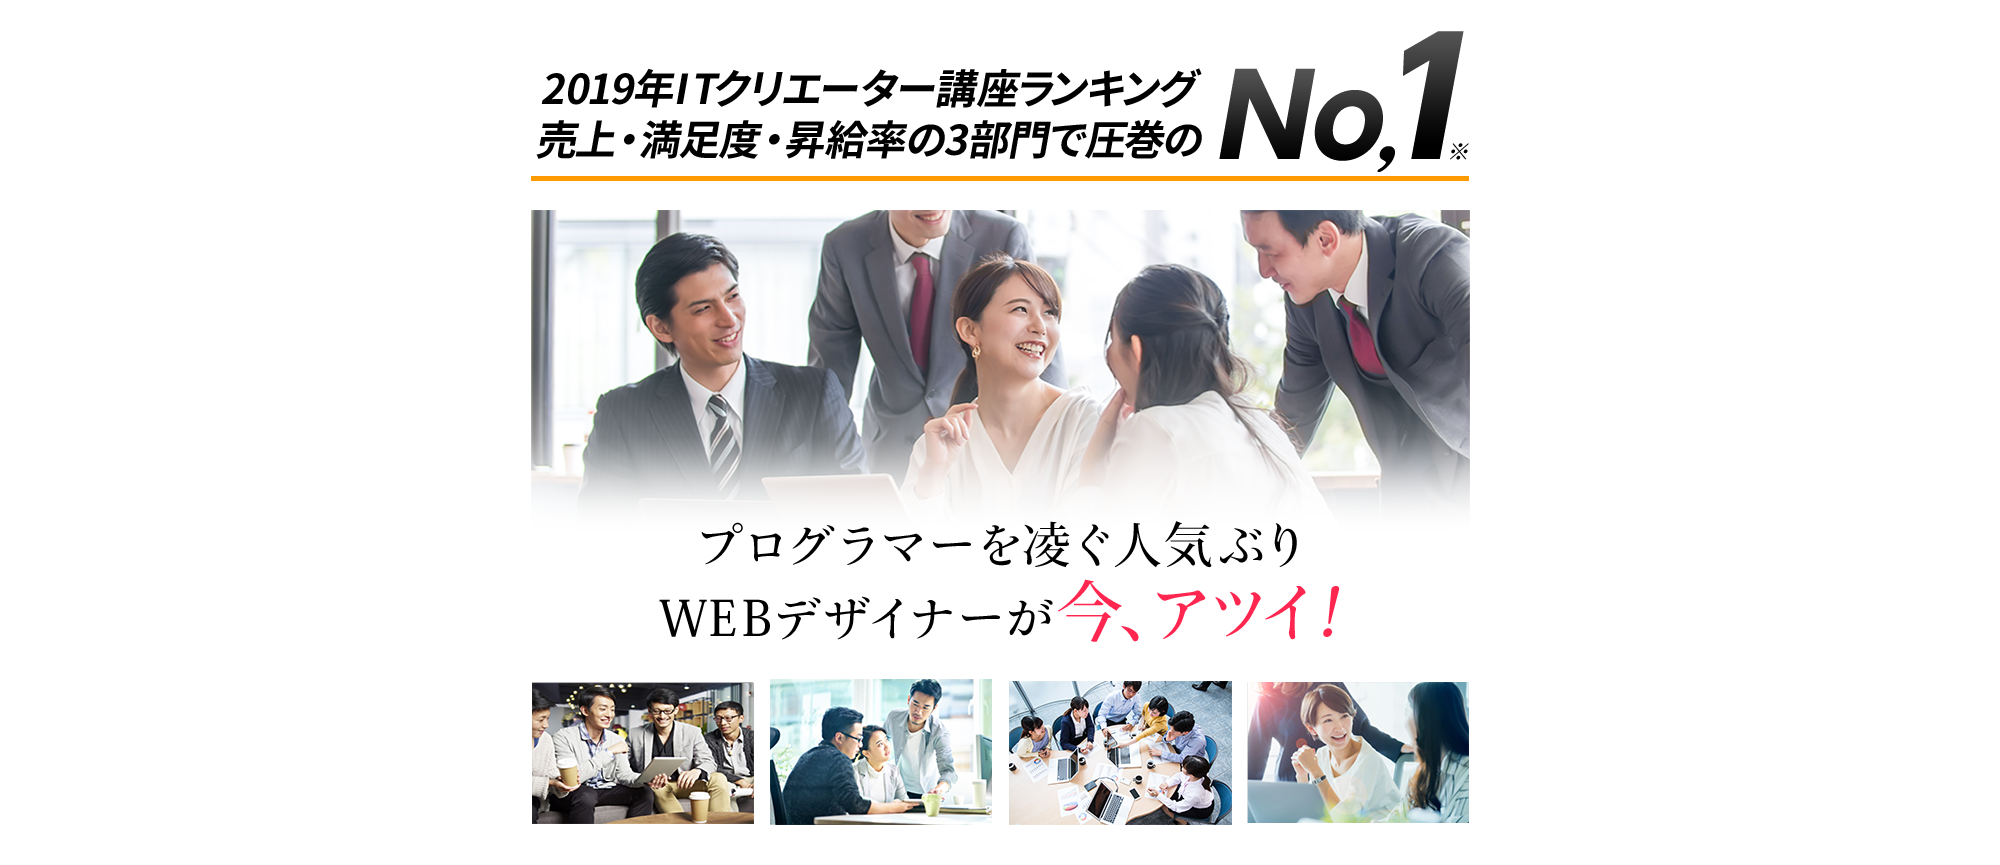 2019年ITクリエーター講座ランキング
売上・満足度・昇給率の3部門で圧巻の
No,1※
プログラマーを凌ぐ人気ぶり
WEBデザイナーが今、アツイ!